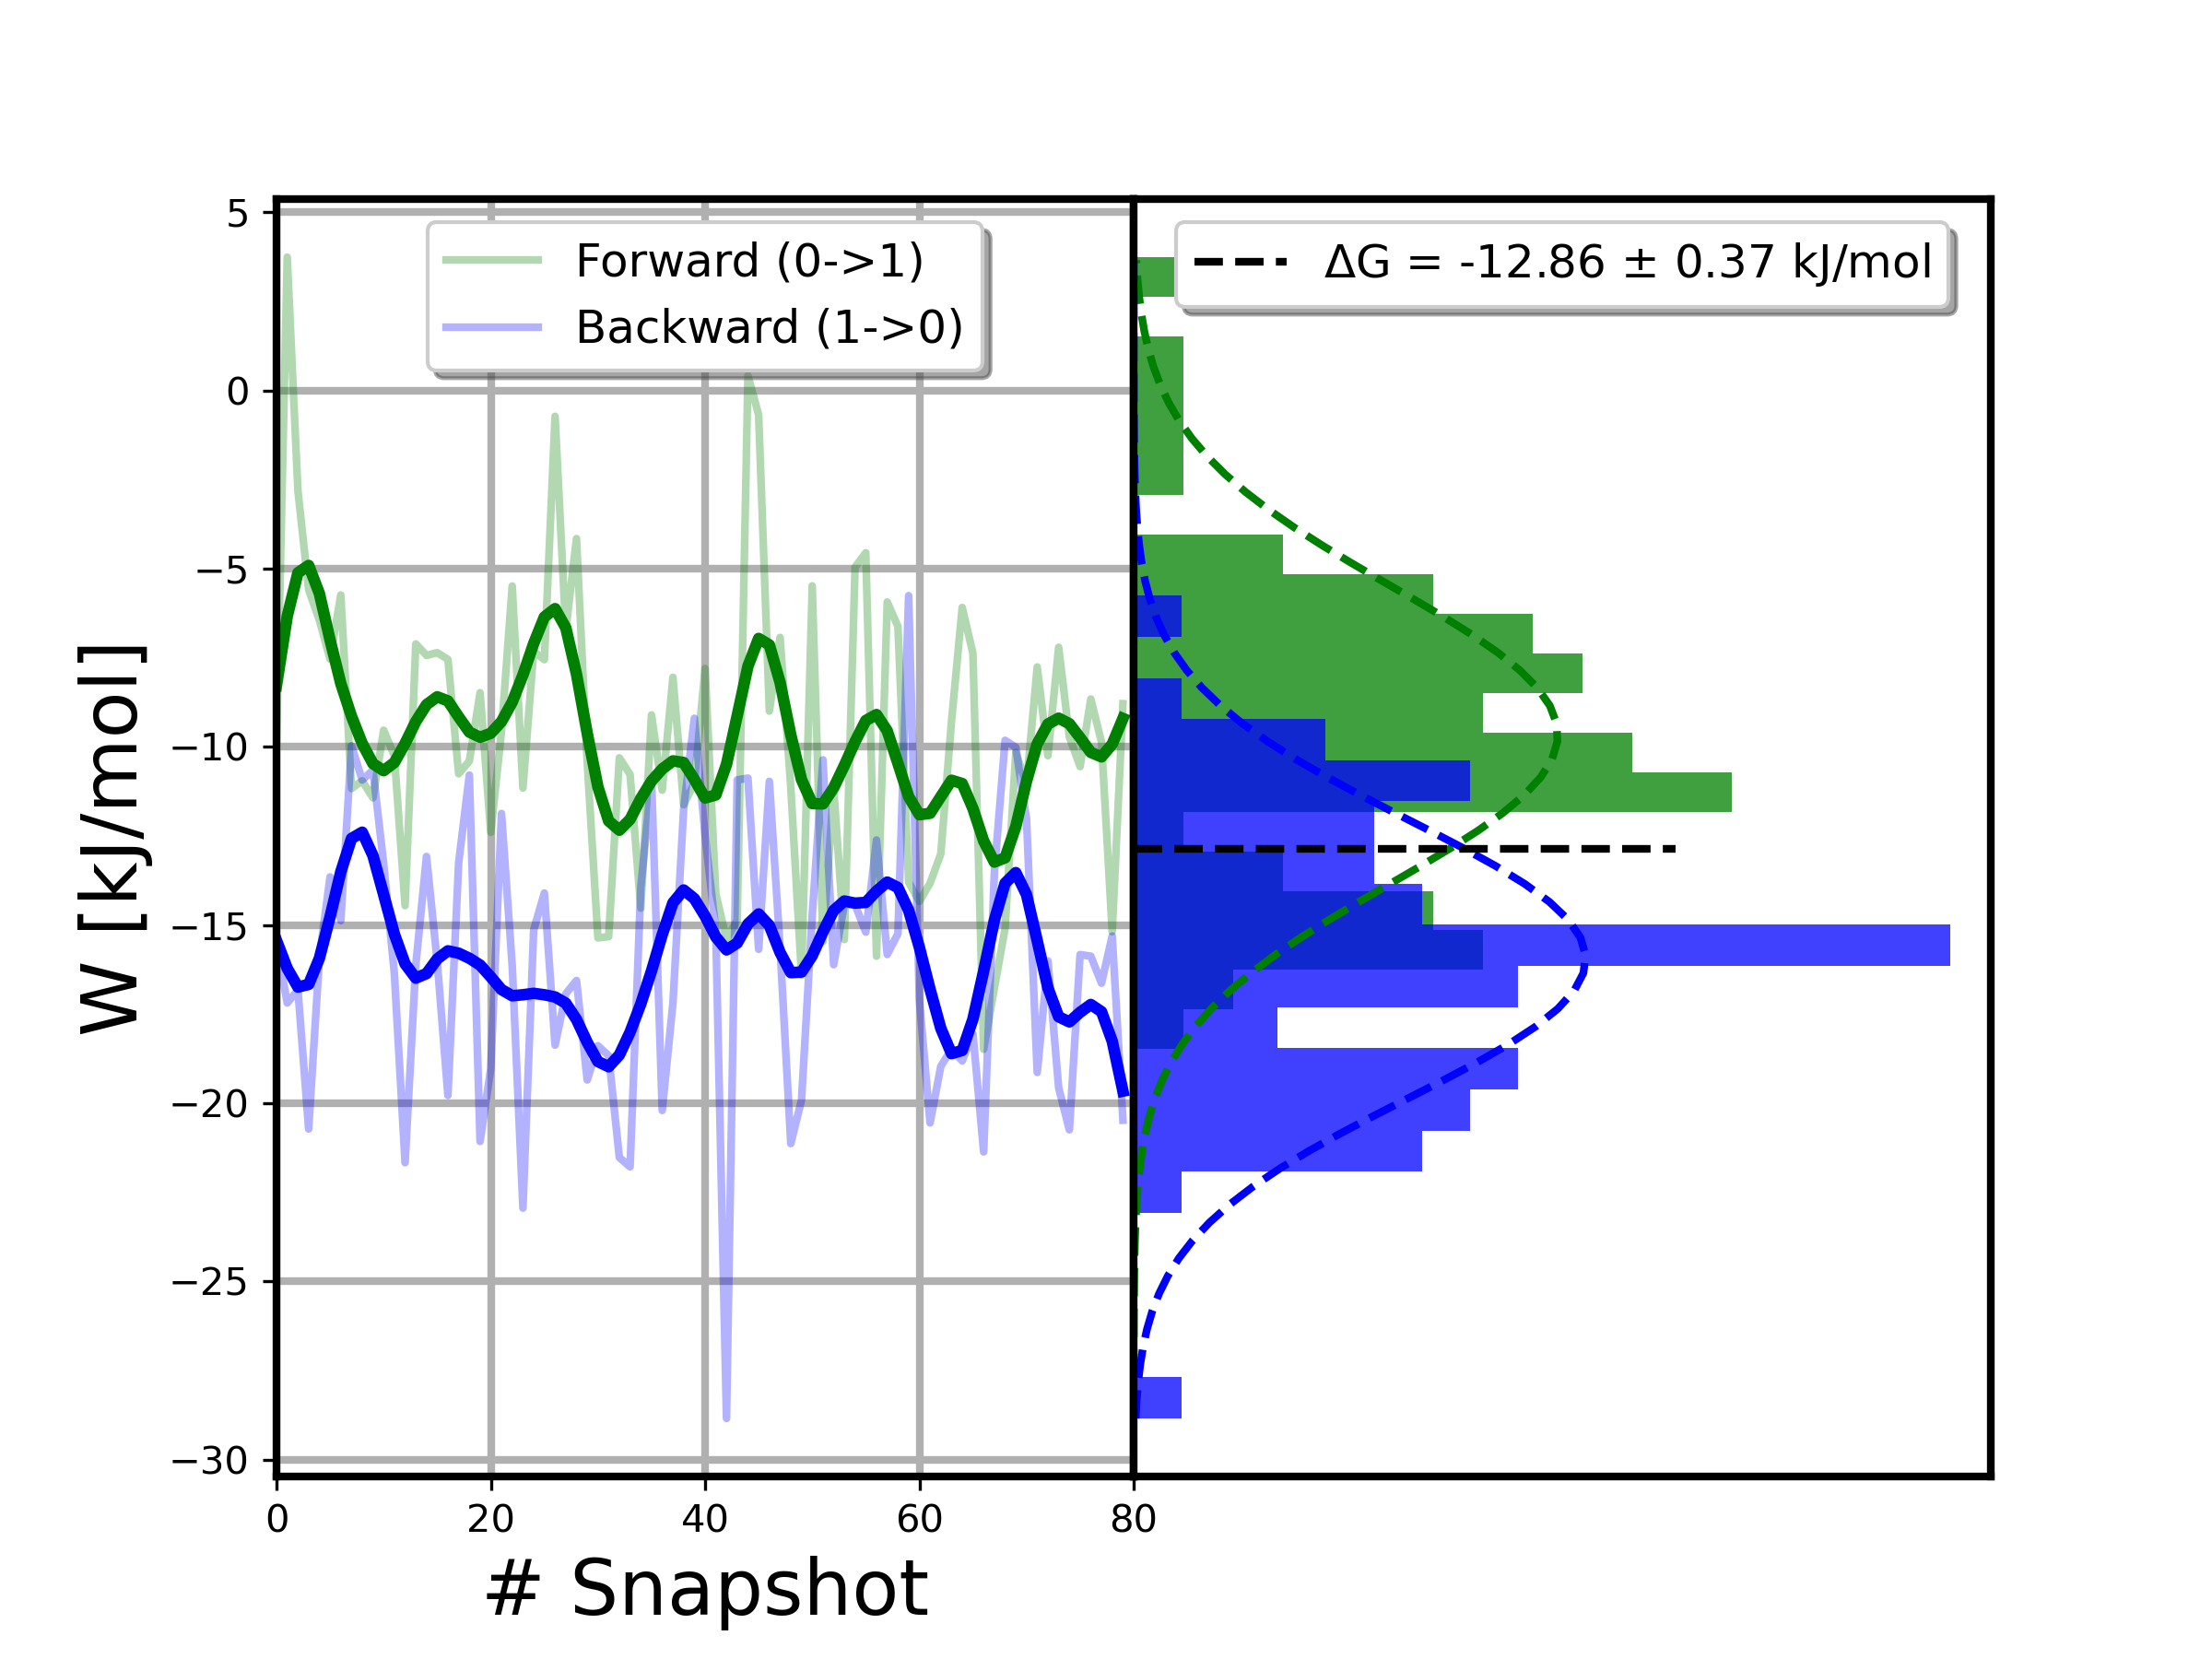 5
0
−5
−10
−15
−20
−25
−30
W [kJ/mol]
0 20 40 60 80
# Snapshot
Forward (0->1)
Backward (1->0)
ΔG = -12.86 ± 0.37 kJ/mol